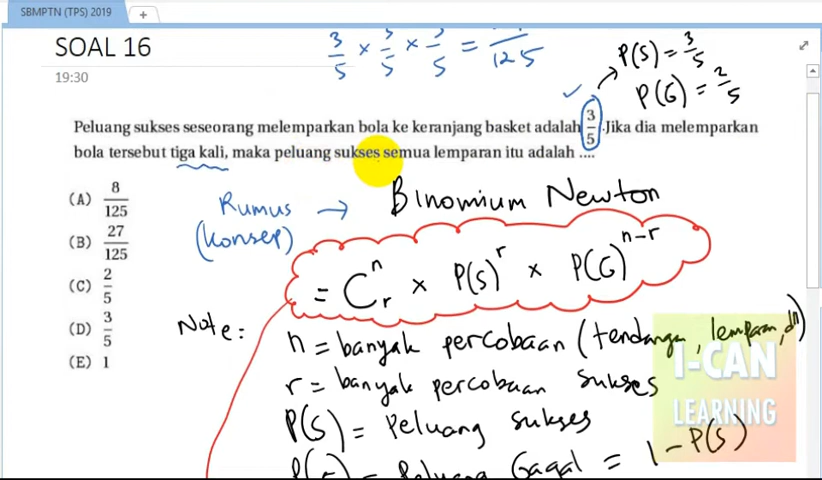 SBMPTN (TPS) 2019
SOAL 16
19:30
3/5 × 3/5 × 3/5 = /125
P(S) = 3/5
P(G) = 2/5
Peluang sukses seseorang melemparkan bola ke keranjang basket adalah 3/5. Jika dia melemparkan
bola tersebut tiga kali, maka peluang sukses semua lemparan itu adalah ....
(A) 8/125
(B) 27/125
(C) 2/5
(D) 3/5
(E) 1
Rumus → Binomium Newton
(Konsep)
= C n r × P(S)^r × P(G)^n-r
Note:
n = banyak percobaan (tendangan, lemparan, dll)
r = banyak percobaan sukses
P(S) = Peluang sukses
= Peluang Gagal = 1 - P(S)
I-CAN
LEARNING